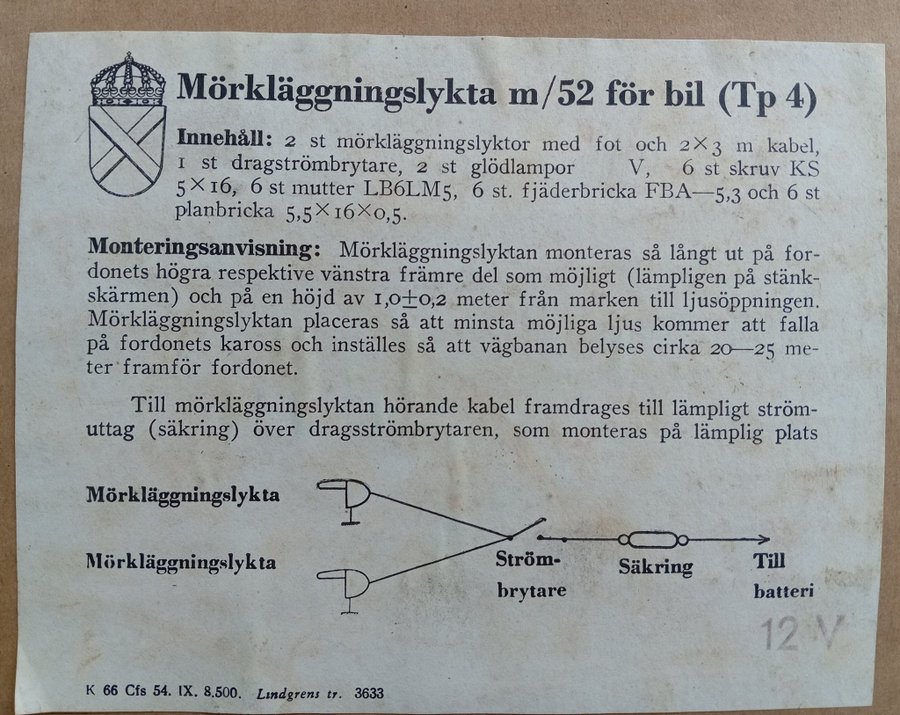 Mörkläggningslykta m/52 för bil (Tp 4)
Innehåll: 2 st mörkläggningslyktor med fot och 2×3 m kabel,
1 st dragströmbrytare, 2 st glödlampor V, 6 st skruv KS
5×16, 6 st mutter LB6LM5, 6 st. fjäderbricka FBA—5,3 och 6 st
planbricka 5,5×16×0,5.
Monteringsanvisning: Mörkläggningslyktan monteras så långt ut på for-
donets högra respektive vänstra främre del som möjligt (lämpligen på stänk-
skärmen) och på en höjd av 1,0±0,2 meter från marken till ljusöppningen.
Mörkläggningslyktan placeras så att minsta möjliga ljus kommer att falla
på fordonets kaross och inställes så att vägbanan belyses cirka 20—25 me-
ter framför fordonet.
Till mörkläggningslyktan hörande kabel framdrages till lämpligt ström-
uttag (säkring) över dragsströmbrytaren, som monteras på lämplig plats
Mörkläggningslykta
Mörkläggningslykta
Ström-
brytare
Säkring
Till
batteri
12 V
K 66 Cfs 54. IX. 8.500. Lindgrens tr. 3633